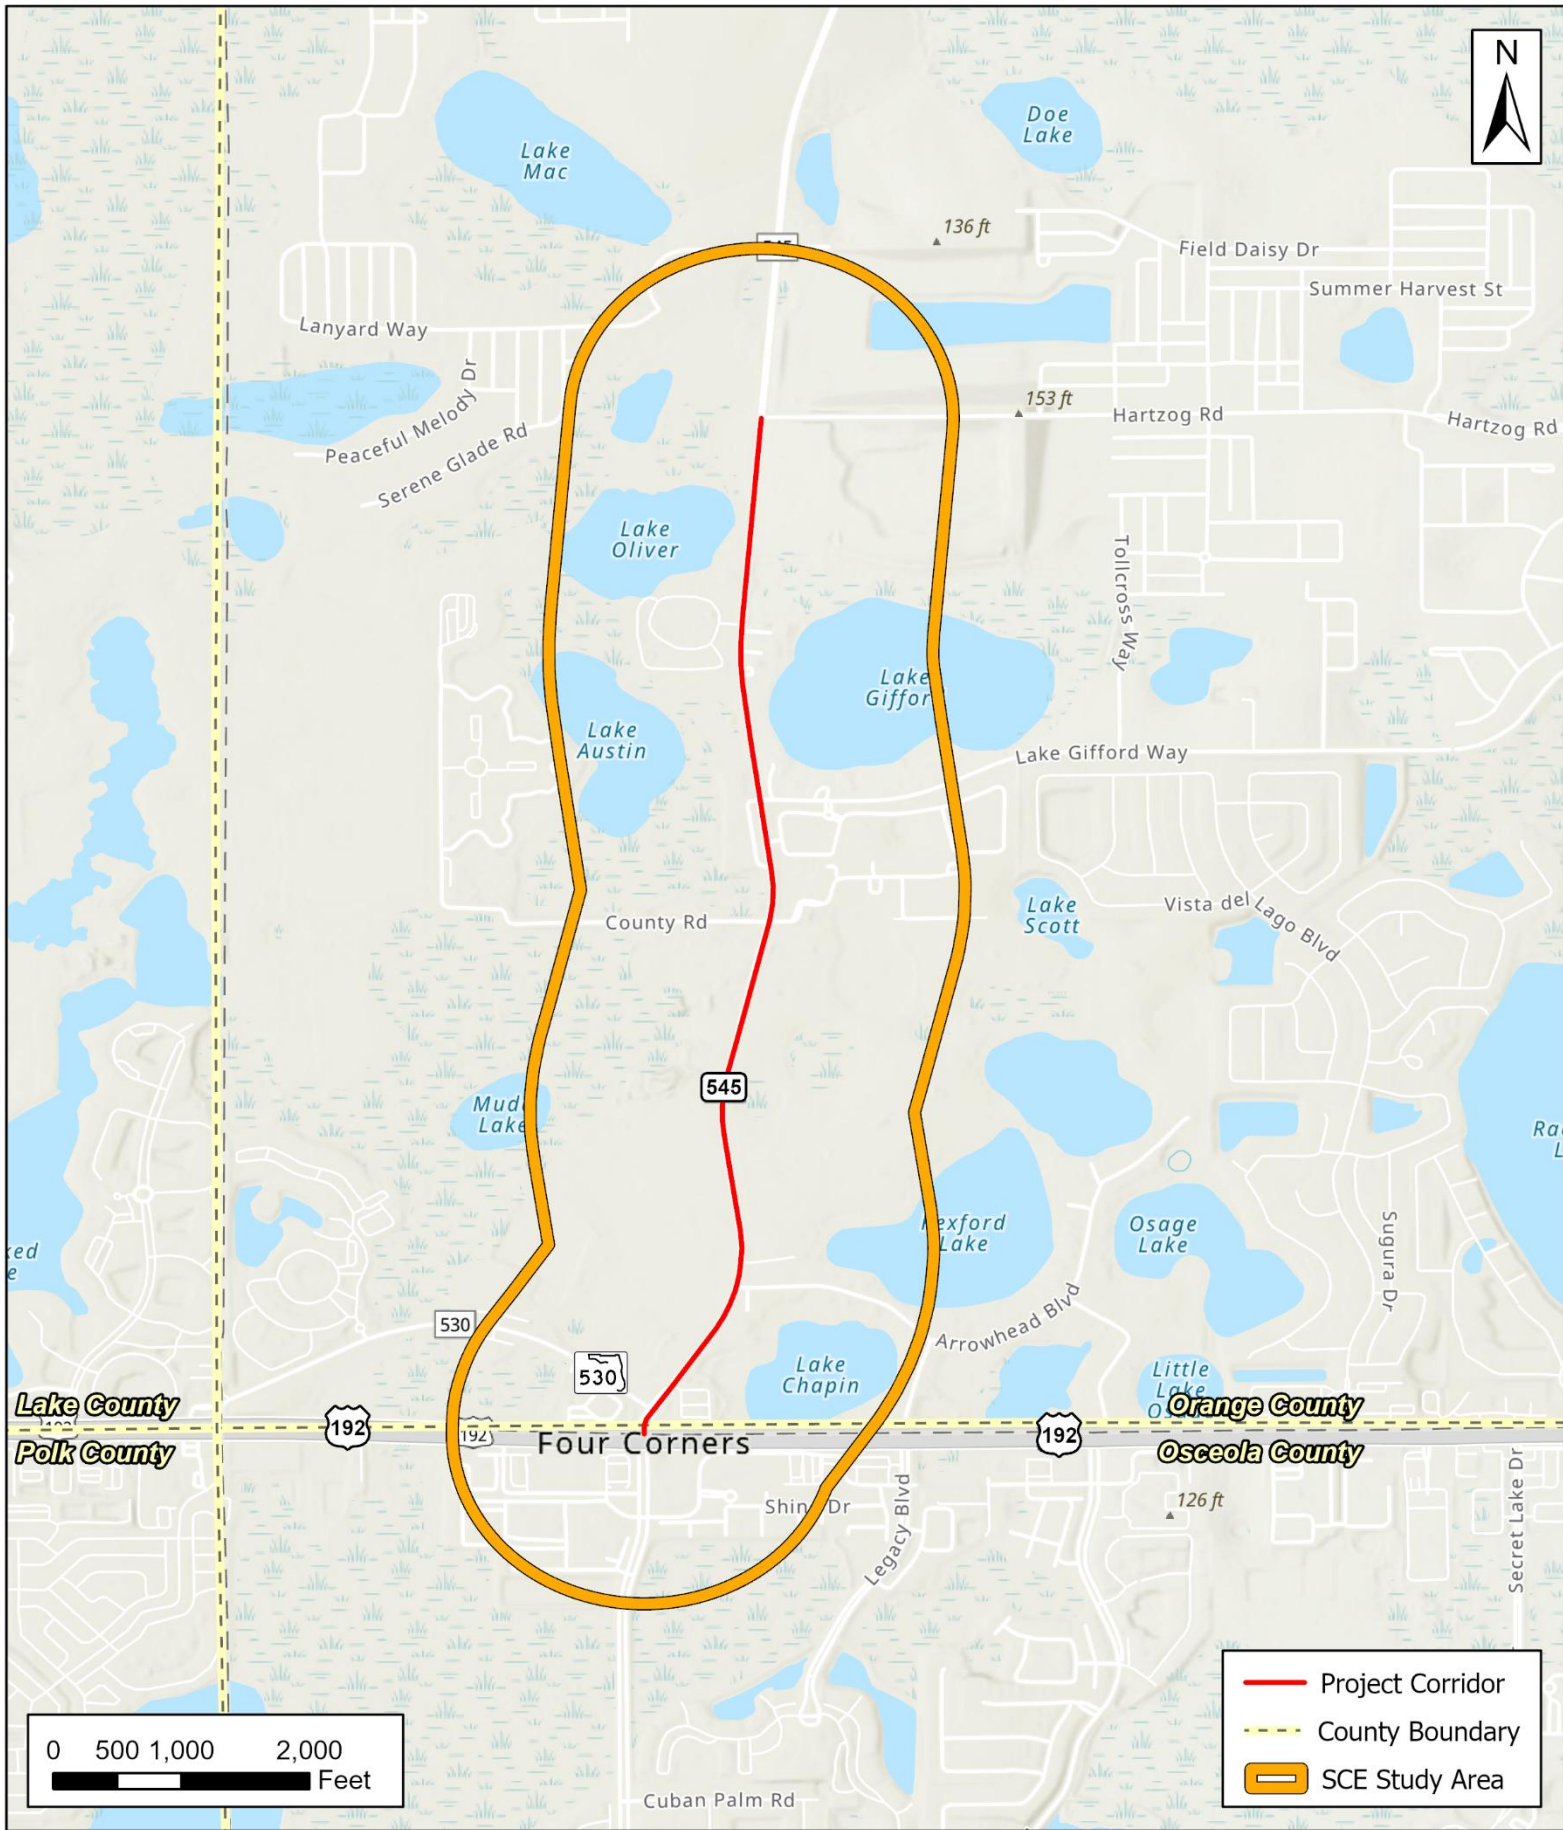 N
Doe
Lake
Lake
Mac
136 ft
Field Daisy Dr
Summer Harvest St
Lanyard Way
153 ft
Hartzog Rd
Hartzog Rd
Peaceful Melody Dr
Serene Glade Rd
Lake
Oliver
Tollcross Way
Lake
Giffor
Lake
Austin
Lake Gifford Way
Lake
Scott
Vista del Lago Blvd
County Rd
545
Lake
Osage
Lake
Lake
Sugura Dr
530
Arrowhead Blvd
530
Lake
Chapin
Little
Lake
Lake County
Orange County
192
192
192
Four Corners
Polk County
Osceola County
Shine Dr
126 ft
Legacy Blvd
Secret Lake Dr
Project Corridor
County Boundary
SCE Study Area
0 500 1,000 2,000
Feet
Cuban Palm Rd